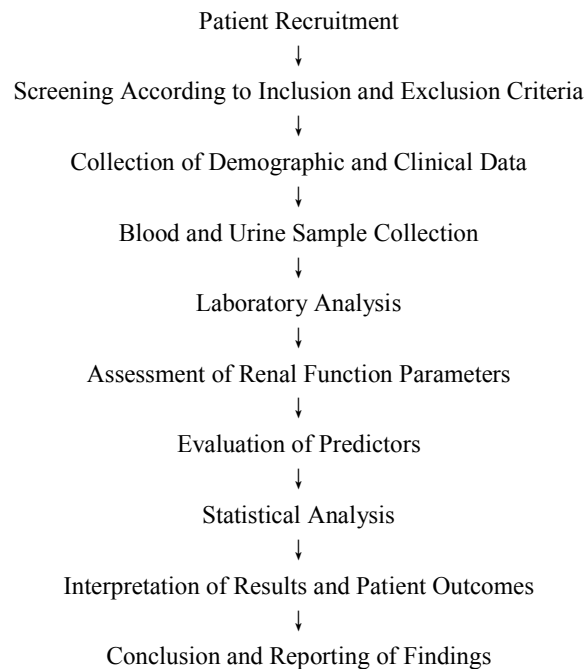 Patient Recruitment
↓
Screening According to Inclusion and Exclusion Criteria
↓
Collection of Demographic and Clinical Data
↓
Blood and Urine Sample Collection
↓
Laboratory Analysis
↓
Assessment of Renal Function Parameters
↓
Evaluation of Predictors
↓
Statistical Analysis
↓
Interpretation of Results and Patient Outcomes
↓
Conclusion and Reporting of Findings